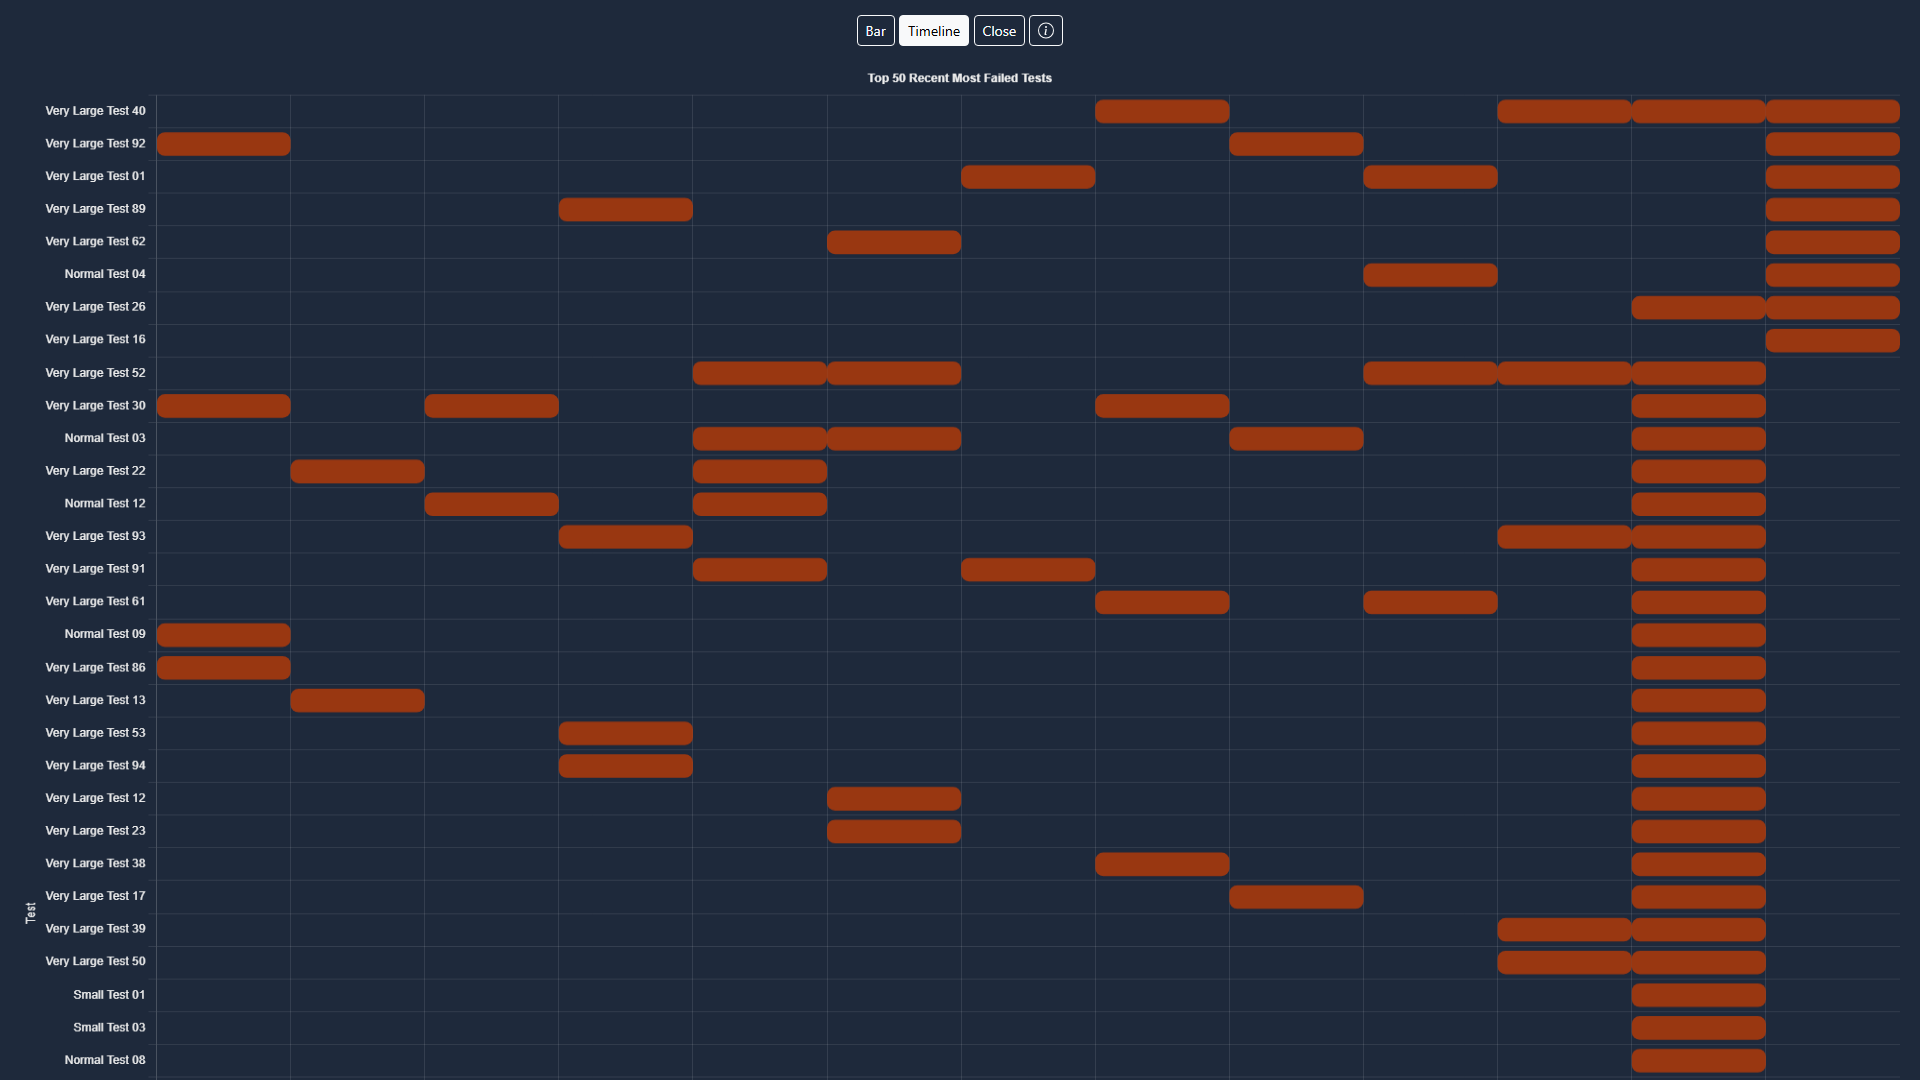 Bar
Timeline
Close
Top 50 Recent Most Failed Tests
Very Large Test 40
Very Large Test 92
Very Large Test 01
Very Large Test 89
Very Large Test 62
Normal Test 04
Very Large Test 26
Very Large Test 16
Very Large Test 52
Very Large Test 30
Normal Test 03
Very Large Test 22
Normal Test 12
Very Large Test 93
Very Large Test 91
Very Large Test 61
Normal Test 09
Very Large Test 86
Very Large Test 13
Very Large Test 53
Very Large Test 94
Very Large Test 12
Very Large Test 23
Very Large Test 38
Very Large Test 17
Very Large Test 39
Very Large Test 50
Small Test 01
Small Test 03
Normal Test 08
Test